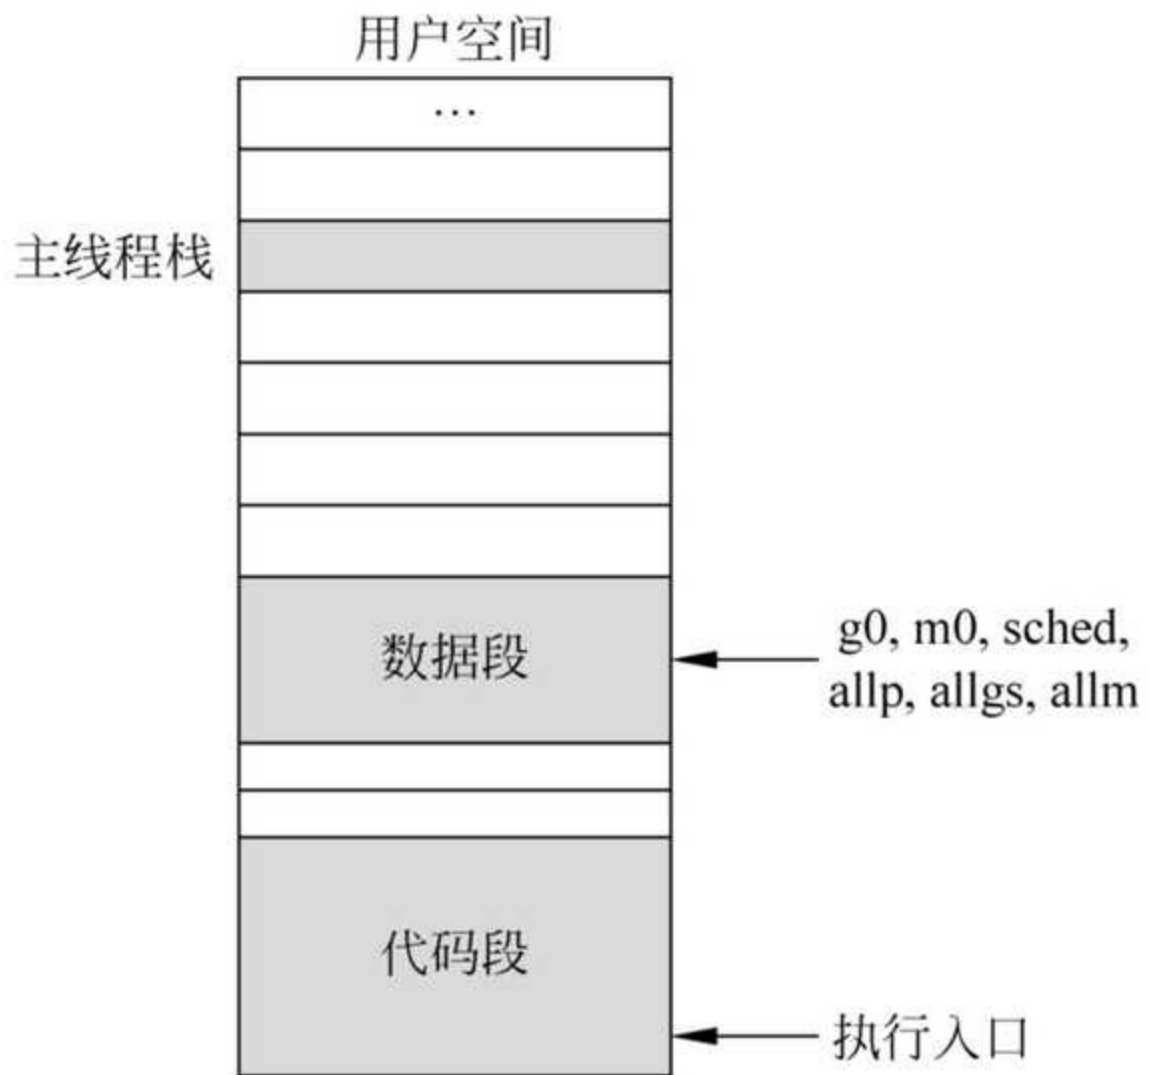 用户空间
…
主线程栈
数据段
g0, m0, sched,
allp, allgs, allm
代码段
执行入口